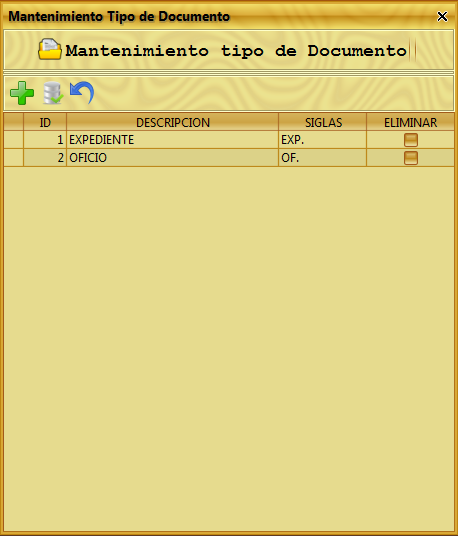 Mantenimiento Tipo de Documento
Mantenimiento tipo de Documento
ID DESCRIPCION SIGLAS ELIMINAR
1 EXPEDIENTE EXP.
2 OFICIO OF.